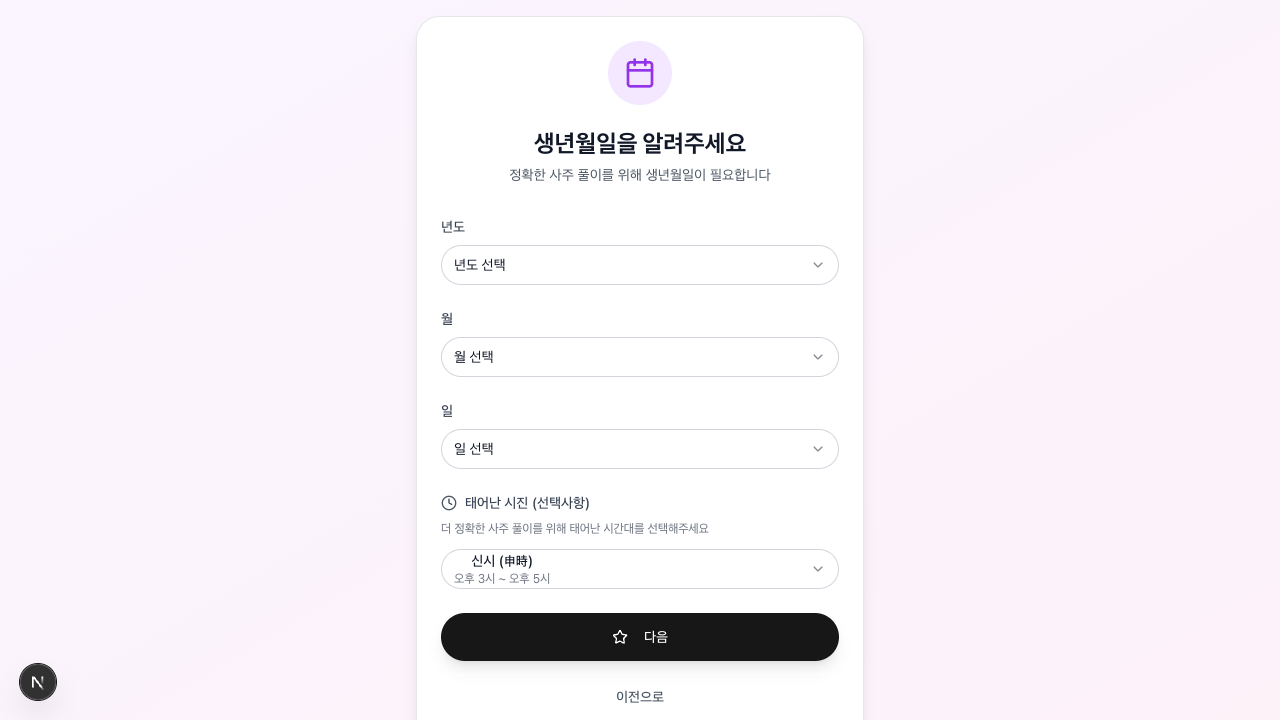 생년월일을 알려주세요
정확한 사주 풀이를 위해 생년월일이 필요합니다
년도
년도 선택
월
월 선택
일
일 선택
태어난 시진 (선택사항)
더 정확한 사주 풀이를 위해 태어난 시간대를 선택해주세요
신시 (申時)
오후 3시 ~ 오후 5시
다음
이전으로
N